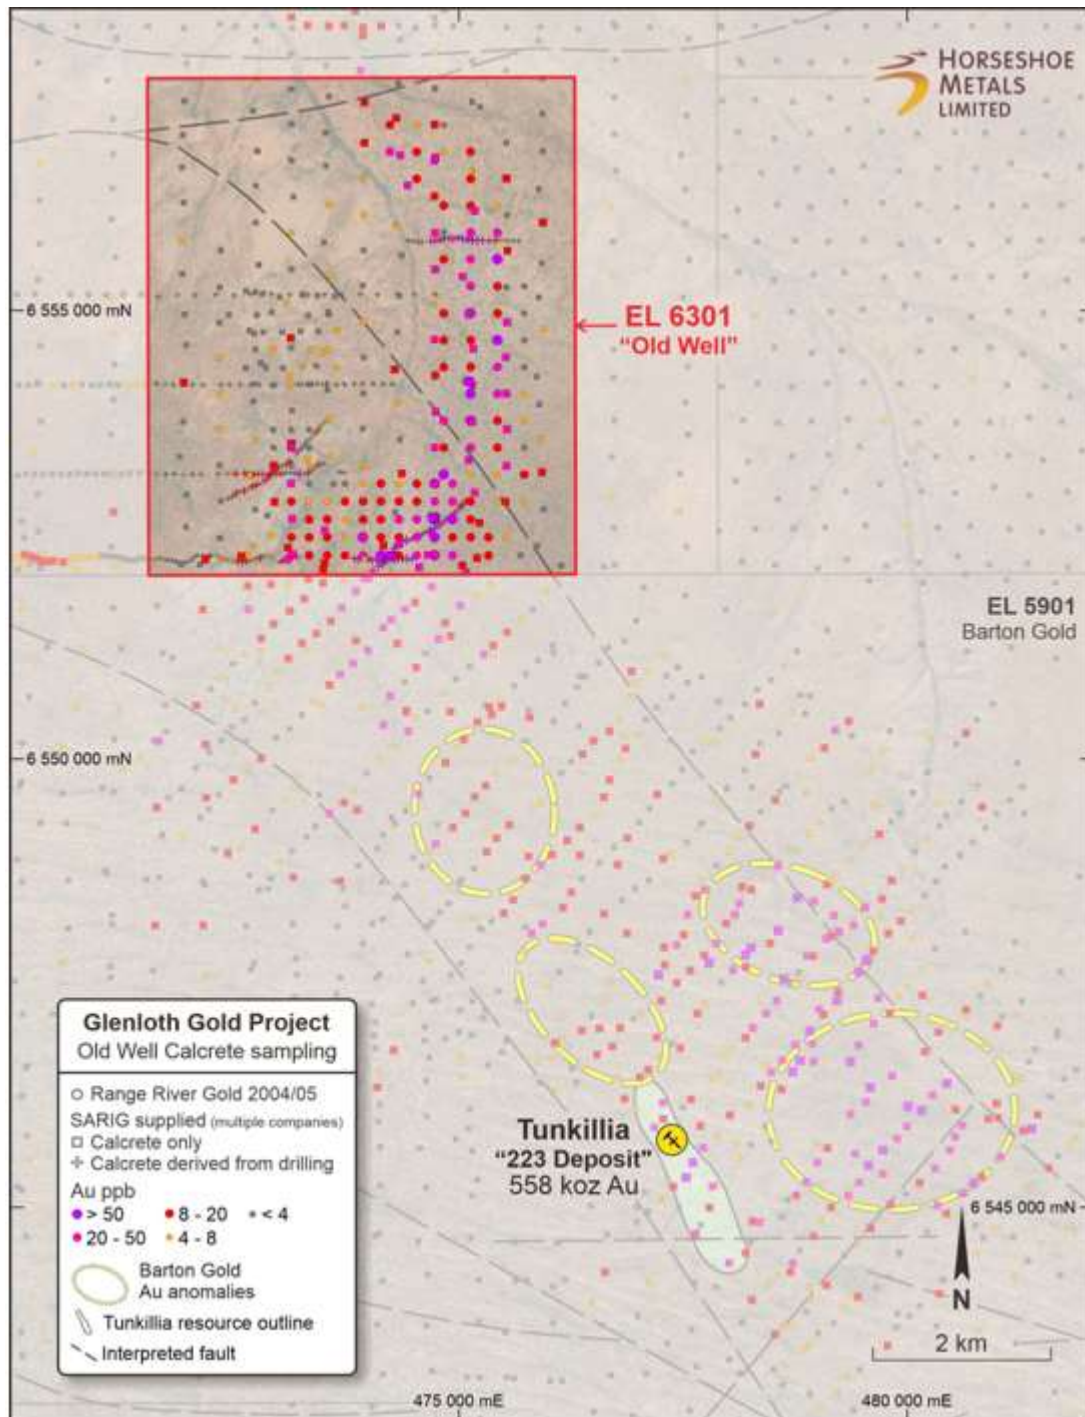 HORSESHOE
METALS
LIMITED
6 555 000 mN
EL 6301
"Old Well"
EL 5901
Barton Gold
6 550 000 mN
Glenloth Gold Project
Old Well Calcrete sampling
Range River Gold 2004/05
SARIG supplied (multiple companies)
Calcrete only
Calcrete derived from drilling
Au ppb
> 50 8 - 20 < 4
20 - 50 4 - 8
Barton Gold
Au anomalies
Tunkillia resource outline
Interpreted fault
Tunkillia
"223 Deposit"
558 koz Au
6 545 000 mN
N
2 km
475 000 mE
480 000 mE